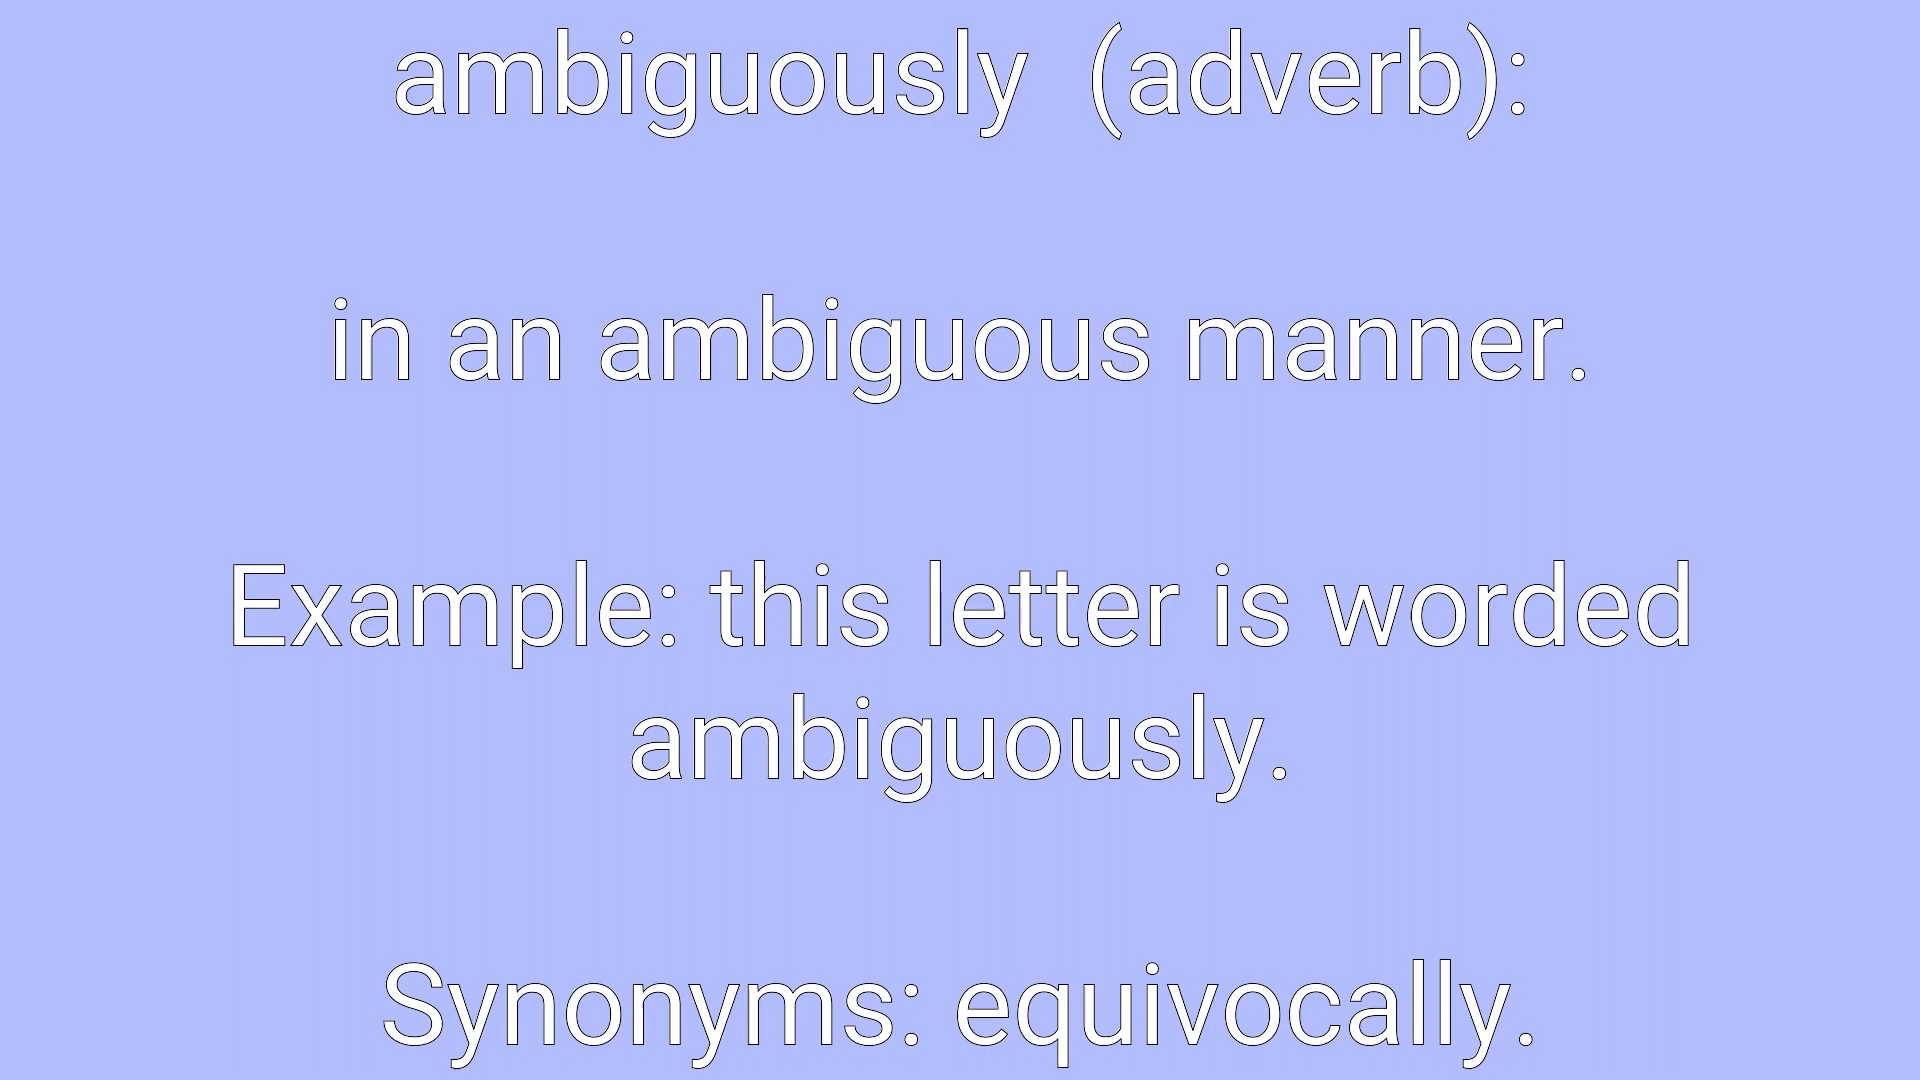 ambiguously (adverb):
in an ambiguous manner.
Example: this letter is worded
ambiguously.
Synonyms: equivocally.